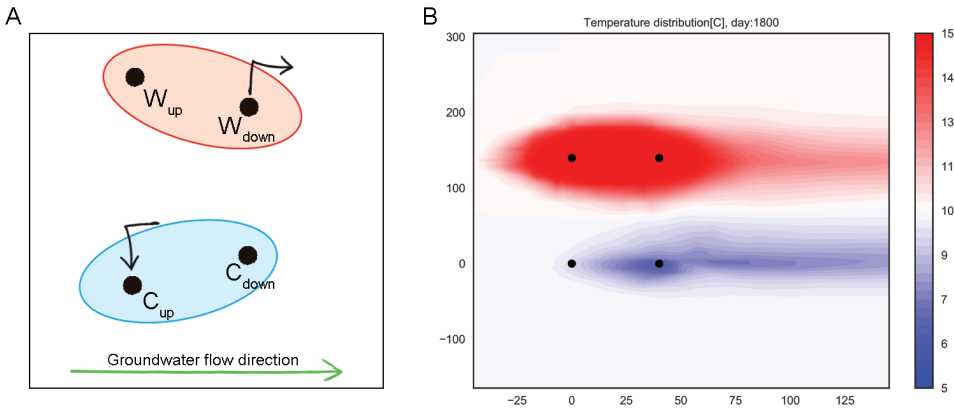 A
W up
W down
C down
C up
Groundwater flow direction
B
Temperature distribution[C], day:1800
300
200
100
0
−100
−25
0
25
50
75
100
125
15
14
13
12
11
10
9
8
7
6
5